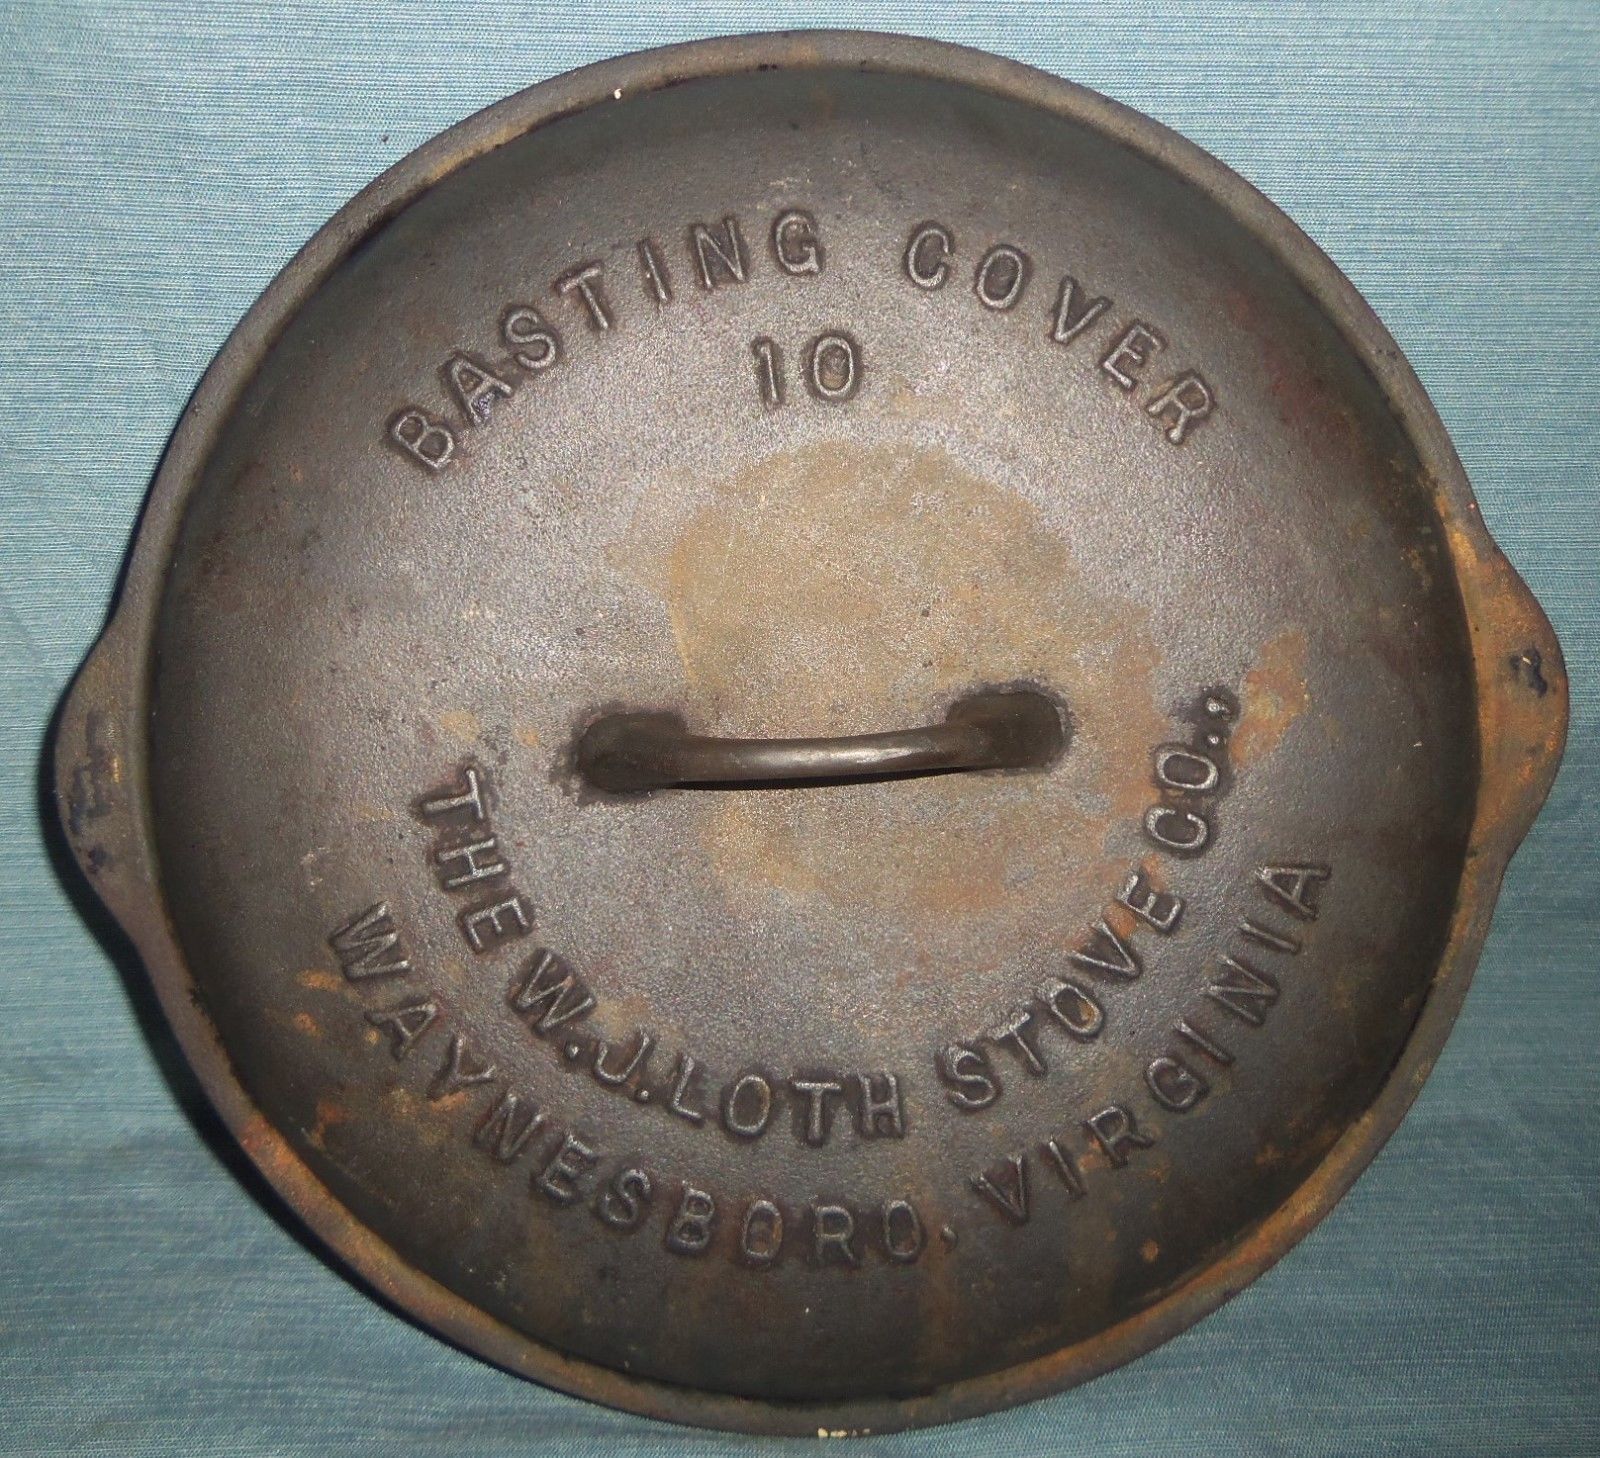 BASTING COVER
10
THE W.J. LOTH STOVE CO.,
WAYNESBORO, VIRGINIA